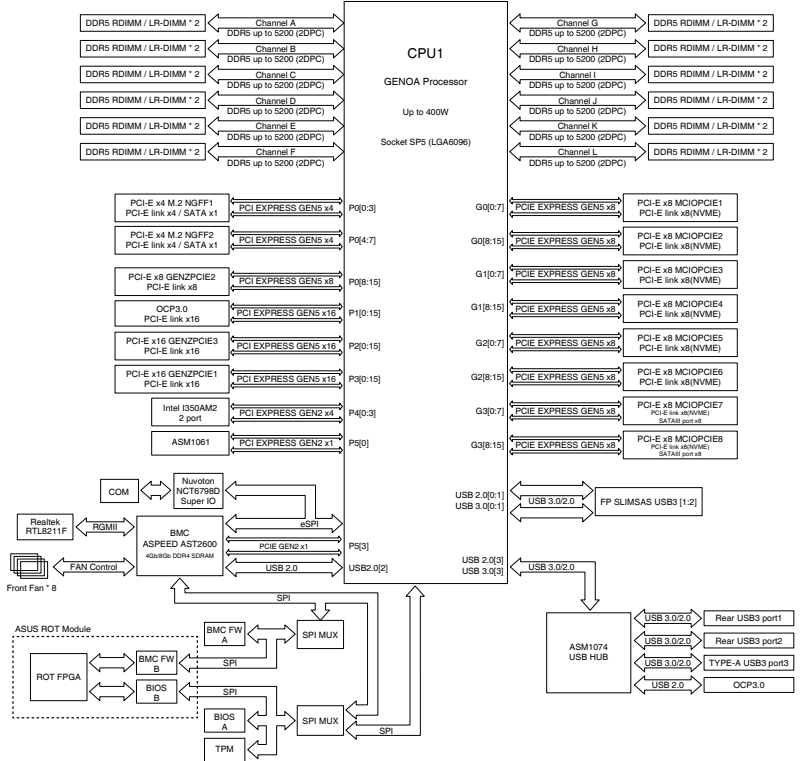 DDR5 RDIMM / LR-DIMM * 2
Channel A
DDR5 up to 5200 (2DPC)
DDR5 RDIMM / LR-DIMM * 2
Channel B
DDR5 up to 5200 (2DPC)
DDR5 RDIMM / LR-DIMM * 2
Channel C
DDR5 up to 5200 (2DPC)
DDR5 RDIMM / LR-DIMM * 2
Channel D
DDR5 up to 5200 (2DPC)
DDR5 RDIMM / LR-DIMM * 2
Channel E
DDR5 up to 5200 (2DPC)
DDR5 RDIMM / LR-DIMM * 2
Channel F
DDR5 up to 5200 (2DPC)
CPU1
GENOA Processor
Up to 400W
Socket SP5 (LGA6096)
Channel G
DDR5 up to 5200 (2DPC)
DDR5 RDIMM / LR-DIMM * 2
Channel H
DDR5 up to 5200 (2DPC)
DDR5 RDIMM / LR-DIMM * 2
Channel I
DDR5 up to 5200 (2DPC)
DDR5 RDIMM / LR-DIMM * 2
Channel J
DDR5 up to 5200 (2DPC)
DDR5 RDIMM / LR-DIMM * 2
Channel K
DDR5 up to 5200 (2DPC)
DDR5 RDIMM / LR-DIMM * 2
Channel L
DDR5 up to 5200 (2DPC)
DDR5 RDIMM / LR-DIMM * 2
PCI-E x4 M.2 NGFF1
PCI-E link x4 / SATA x1
PCI EXPRESS GEN5 x4
P0[0:3]
PCI-E x4 M.2 NGFF2
PCI-E link x4 / SATA x1
PCI EXPRESS GEN5 x4
P0[4:7]
PCI-E x8 GENZPCIE2
PCI-E link x8
PCI EXPRESS GEN5 x8
P0[8:15]
OCP3.0
PCI-E link x16
PCI EXPRESS GEN5 x16
P1[0:15]
PCI-E x16 GENZPCIE3
PCI-E link x16
PCI EXPRESS GEN5 x16
P2[0:15]
PCI-E x16 GENZPCIE1
PCI-E link x16
PCI EXPRESS GEN5 x16
P3[0:15]
Intel I350AM2
2 port
PCI EXPRESS GEN2 x4
P4[0:3]
ASM1061
PCI EXPRESS GEN2 x1
P5[0]
G0[0:7]
PCIE EXPRESS GEN5 x8
PCI-E x8 MCIOPCIE1
PCI-E link x8(NVME)
G0[8:15]
PCIE EXPRESS GEN5 x8
PCI-E x8 MCIOPCIE2
PCI-E link x8(NVME)
G1[0:7]
PCIE EXPRESS GEN5 x8
PCI-E x8 MCIOPCIE3
PCI-E link x8(NVME)
G1[8:15]
PCIE EXPRESS GEN5 x8
PCI-E x8 MCIOPCIE4
PCI-E link x8(NVME)
G2[0:7]
PCIE EXPRESS GEN5 x8
PCI-E x8 MCIOPCIE5
PCI-E link x8(NVME)
G2[8:15]
PCIE EXPRESS GEN5 x8
PCI-E x8 MCIOPCIE6
PCI-E link x8(NVME)
G3[0:7]
PCIE EXPRESS GEN5 x8
PCI-E x8 MCIOPCIE7
PCI-E link x8(NVME)
SATAIII port x8
G3[8:15]
PCIE EXPRESS GEN5 x8
PCI-E x8 MCIOPCIE8
PCI-E link x8(NVME)
SATAIII port x8
COM
Nuvoton
NCT6798D
Super IO
eSPI
Realtek
RTL8211F
RGMII
BMC
ASPEED AST2600
4Gb/8Gb DDR4 SDRAM
PCIE GEN2 x1
P5[3]
FAN Control
USB 2.0
USB2.0[2]
Front Fan * 8
USB 2.0[0:1]
USB 3.0[0:1]
USB 3.0/2.0
FP SLIMSAS USB3 [1:2]
USB 2.0[3]
USB 3.0[3]
USB 3.0/2.0
SPI
ASUS ROT Module
BMC FW
A
SPI MUX
ROT FPGA
BMC FW
B
SPI
BIOS
B
SPI
BIOS
A
SPI MUX
SPI
TPM
ASM1074
USB HUB
USB 3.0/2.0
Rear USB3 port1
USB 3.0/2.0
Rear USB3 port2
USB 3.0/2.0
TYPE-A USB3 port3
USB 2.0
OCP3.0